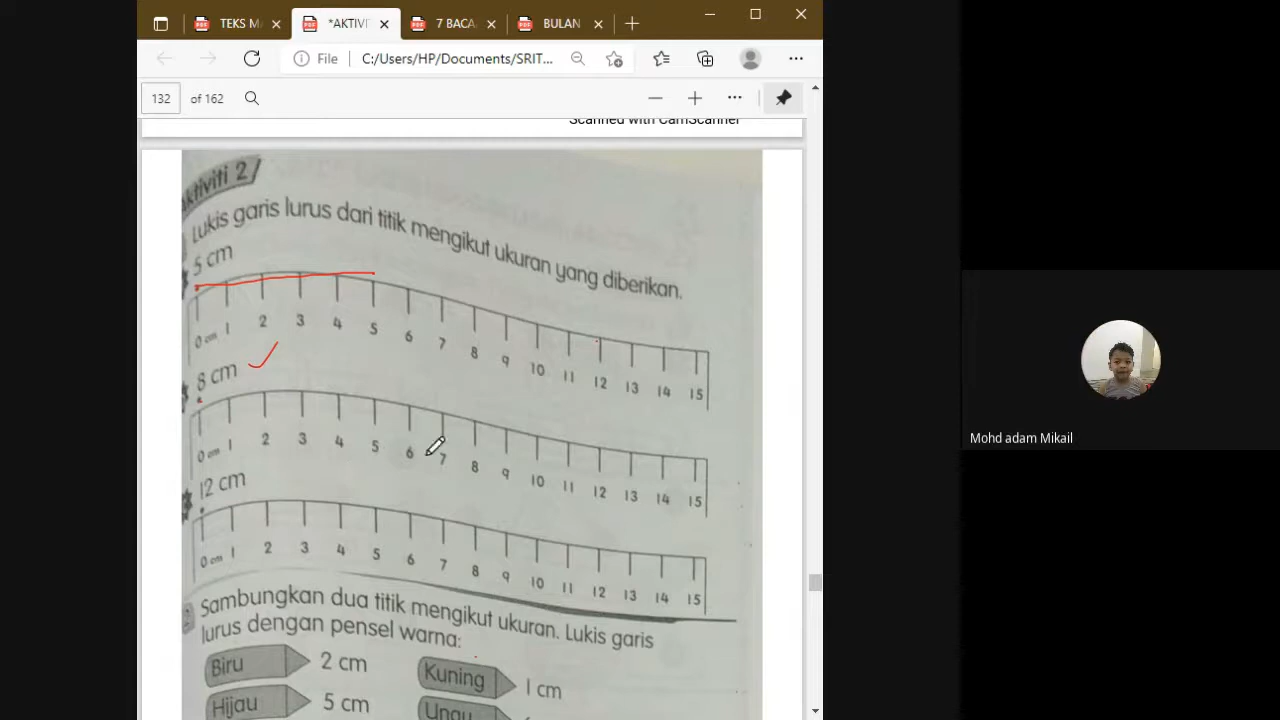 TEKS M
*AKTIVI
7 BACA
BULAN
File
C:/Users/HP/Documents/SRIT...
132
of 162
Scanned with CamScanner
Aktiviti 2
Lukis garis lurus dari titik mengikut ukuran yang diberikan.
5 cm
0 cm 1 2 3 4 5 6 7 8 9 10 11 12 13 14 15
8 cm
0 cm 1 2 3 4 5 6 7 8 9 10 11 12 13 14 15
12 cm
0 cm 1 2 3 4 5 6 7 8 9 10 11 12 13 14 15
Sambungkan dua titik mengikut ukuran. Lukis garis
lurus dengan pensel warna:
Biru 2 cm Kuning 1 cm
Hijau 5 cm Ungu
Mohd adam Mikail